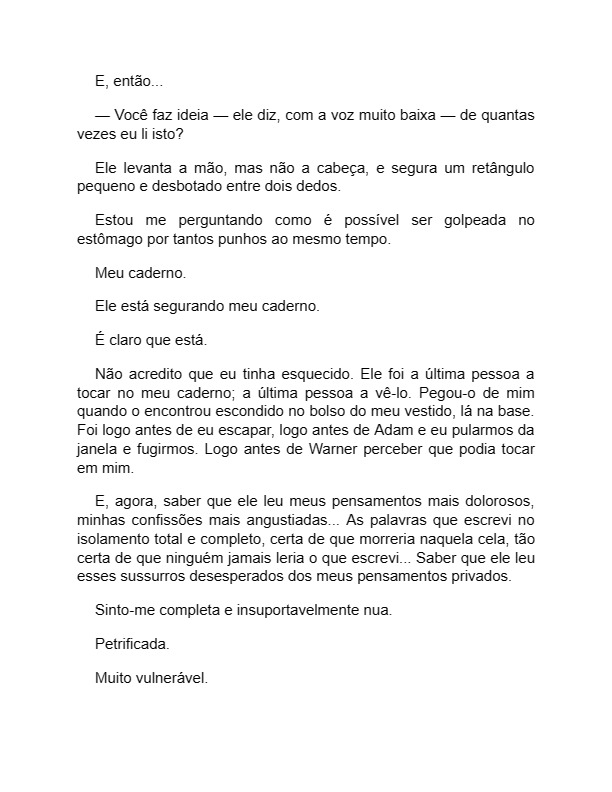 E, então...
— Você faz ideia — ele diz, com a voz muito baixa — de quantas
vezes eu li isto?
Ele levanta a mão, mas não a cabeça, e segura um retângulo
pequeno e desbotado entre dois dedos.
Estou me perguntando como é possível ser golpeada no
estômago por tantos punhos ao mesmo tempo.
Meu caderno.
Ele está segurando meu caderno.
É claro que está.
Não acredito que eu tinha esquecido. Ele foi a última pessoa a
tocar no meu caderno; a última pessoa a vê-lo. Pegou-o de mim
quando o encontrou escondido no bolso do meu vestido, lá na base.
Foi logo antes de eu escapar, logo antes de Adam e eu pularmos da
janela e fugirmos. Logo antes de Warner perceber que podia tocar
em mim.
E, agora, saber que ele leu meus pensamentos mais dolorosos,
minhas confissões mais angustiadas... As palavras que escrevi no
isolamento total e completo, certa de que morreria naquela cela, tão
certa de que ninguém jamais leria o que escrevi... Saber que ele leu
esses sussurros desesperados dos meus pensamentos privados.
Sinto-me completa e insuportavelmente nua.
Petrificada.
Muito vulnerável.